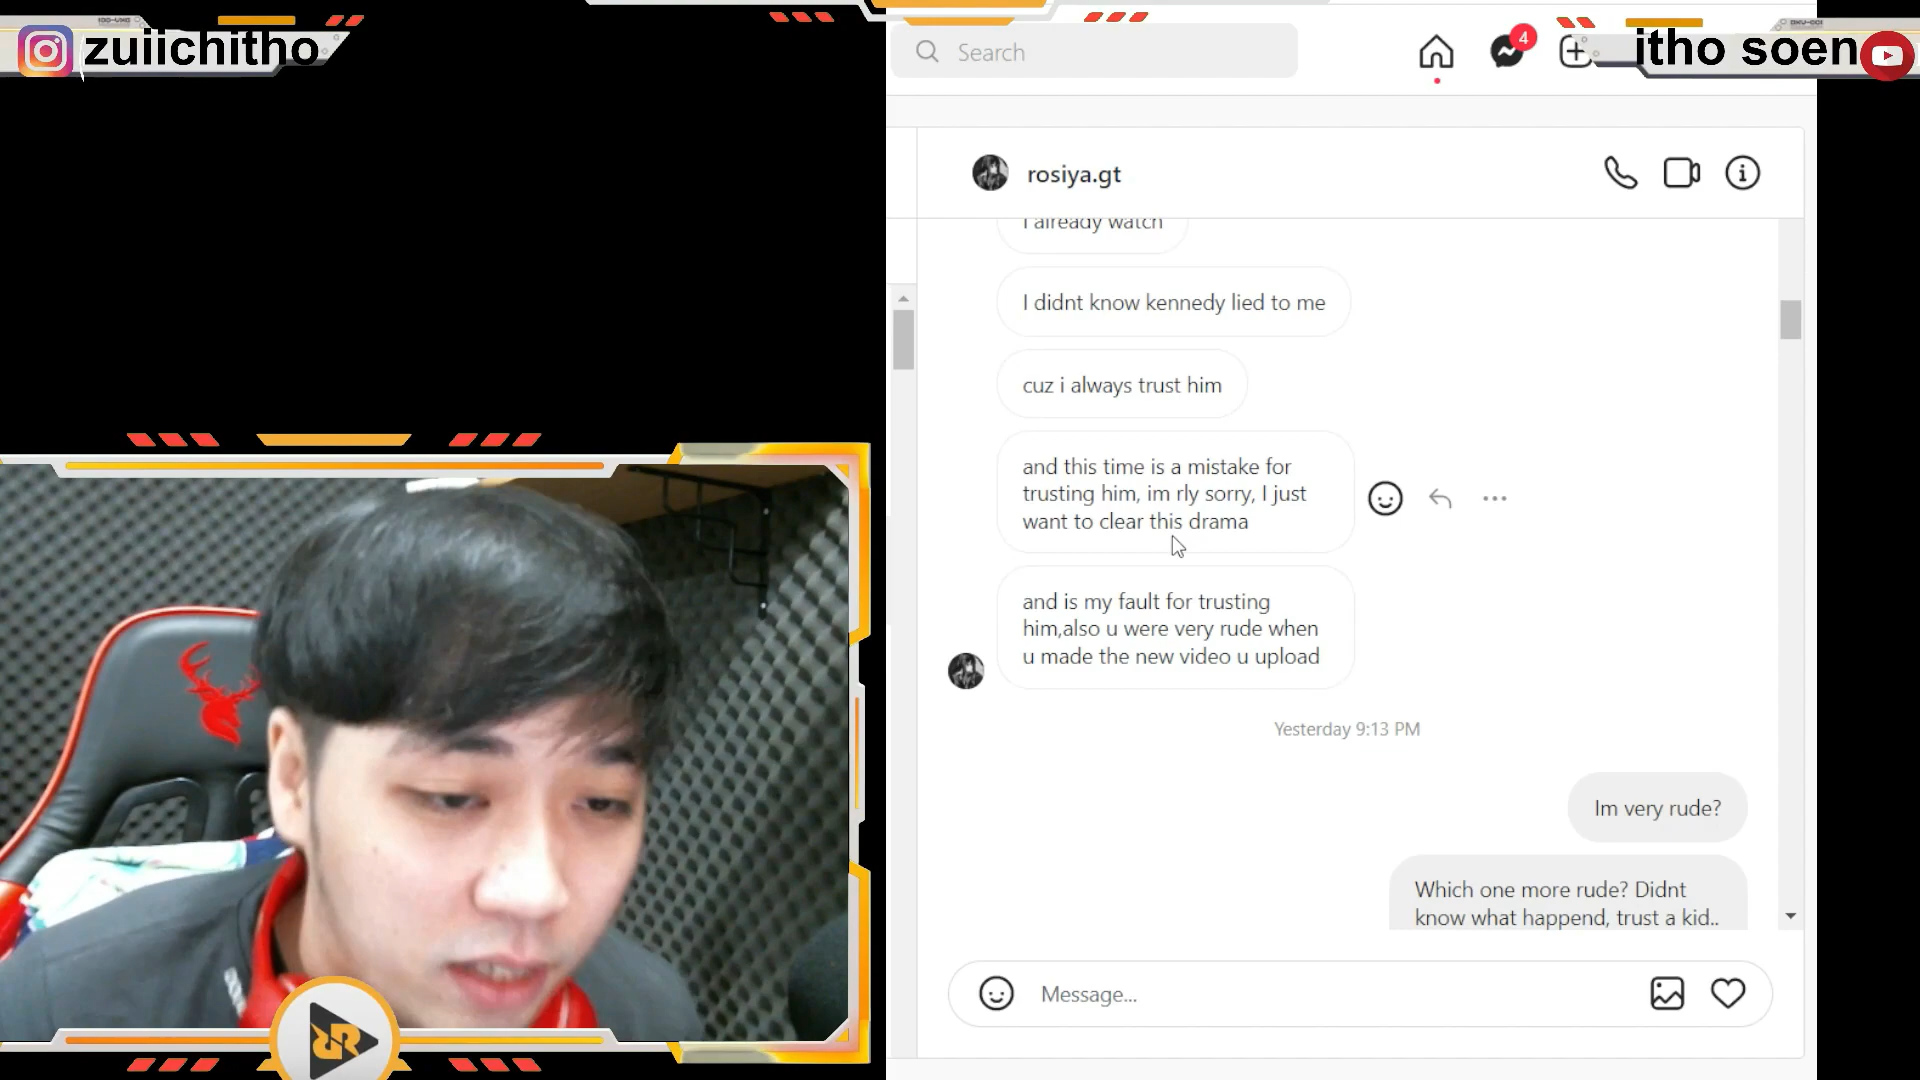 zuiichitho
Search
4
itho soen
rosiya.gt
I already watch
I didnt know kennedy lied to me
cuz i always trust him
and this time is a mistake for
trusting him, im rly sorry, I just
want to clear this drama
and is my fault for trusting
him,also u were very rude when
u made the new video u upload
Yesterday 9:13 PM
Im very rude?
Which one more rude? Didnt
know what happend, trust a kid..
Message...